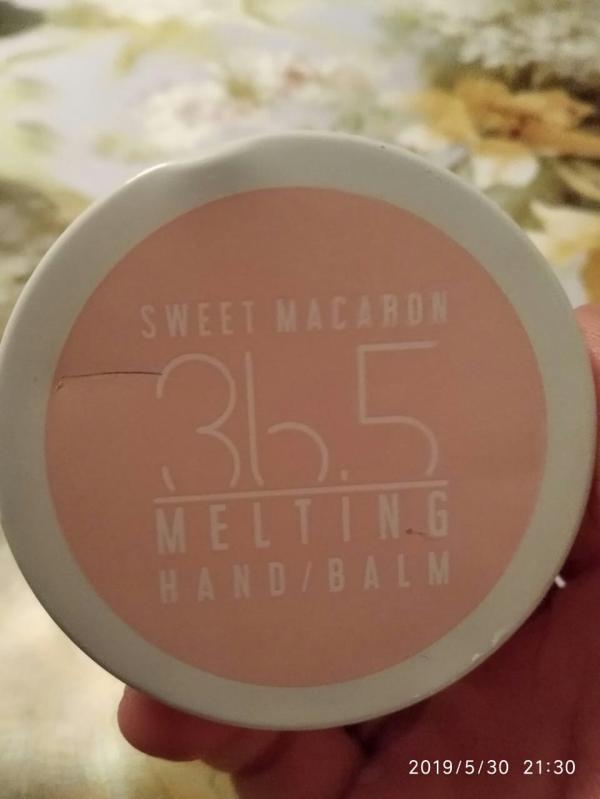 SWEET MACARON
36.5
MELTING
HAND/BALM
2019/5/30 21:30